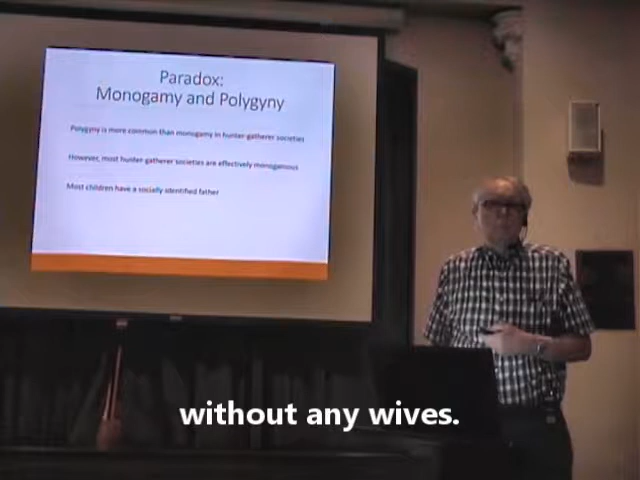 Paradox:
Monogamy and Polygyny
Polygyny is more common than monogamy in hunter-gatherer societies
However, most hunter-gatherer societies are effectively monogamous
Most children have a socially identified father
without any wives.